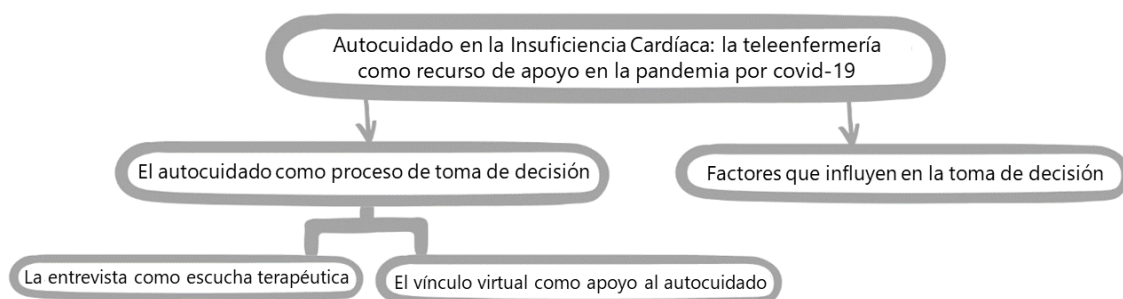 Autocuidado en la Insuficiencia Cardíaca: la teleenfermería
como recurso de apoyo en la pandemia por covid-19
El autocuidado como proceso de toma de decisión
Factores que influyen en la toma de decisión
La entrevista como escucha terapéutica
El vínculo virtual como apoyo al autocuidado